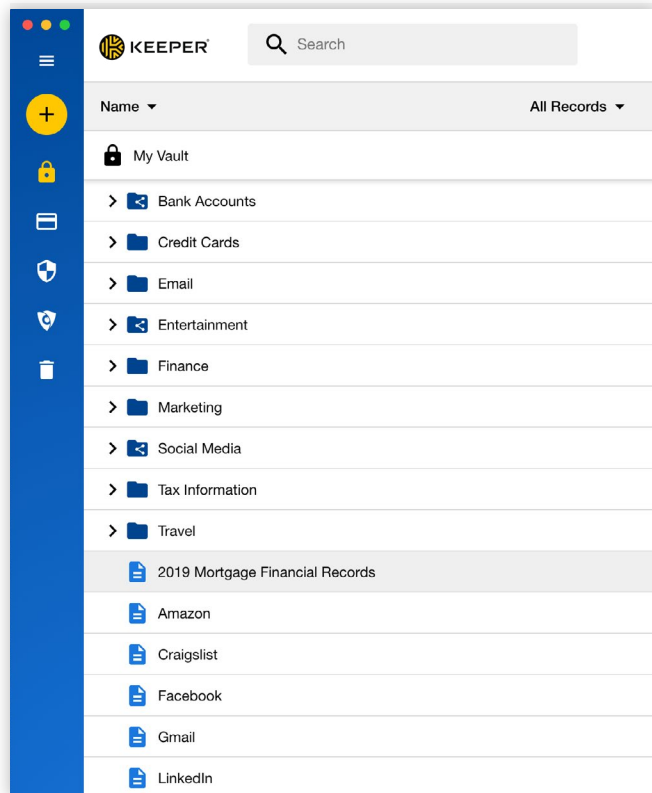 KEEPER
Search
Name
All Records
My Vault
Bank Accounts
Credit Cards
Email
Entertainment
Finance
Marketing
Social Media
Tax Information
Travel
2019 Mortgage Financial Records
Amazon
Craigslist
Facebook
Gmail
LinkedIn